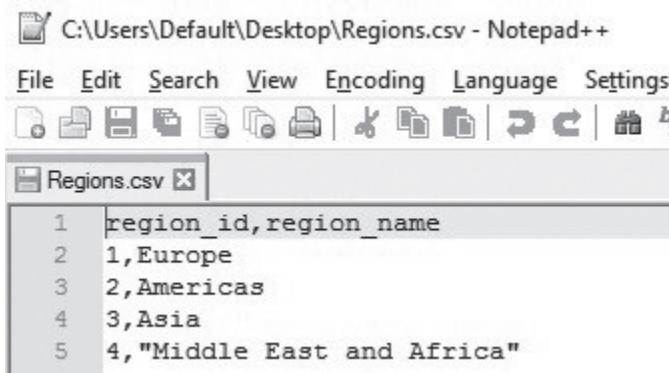 C:\Users\Default\Desktop\Regions.csv - Notepad++
File Edit Search View Encoding Language Settings
Regions.csv
1 region_id,region_name
2 1,Europe
3 2,Americas
4 3,Asia
5 4,"Middle East and Africa"